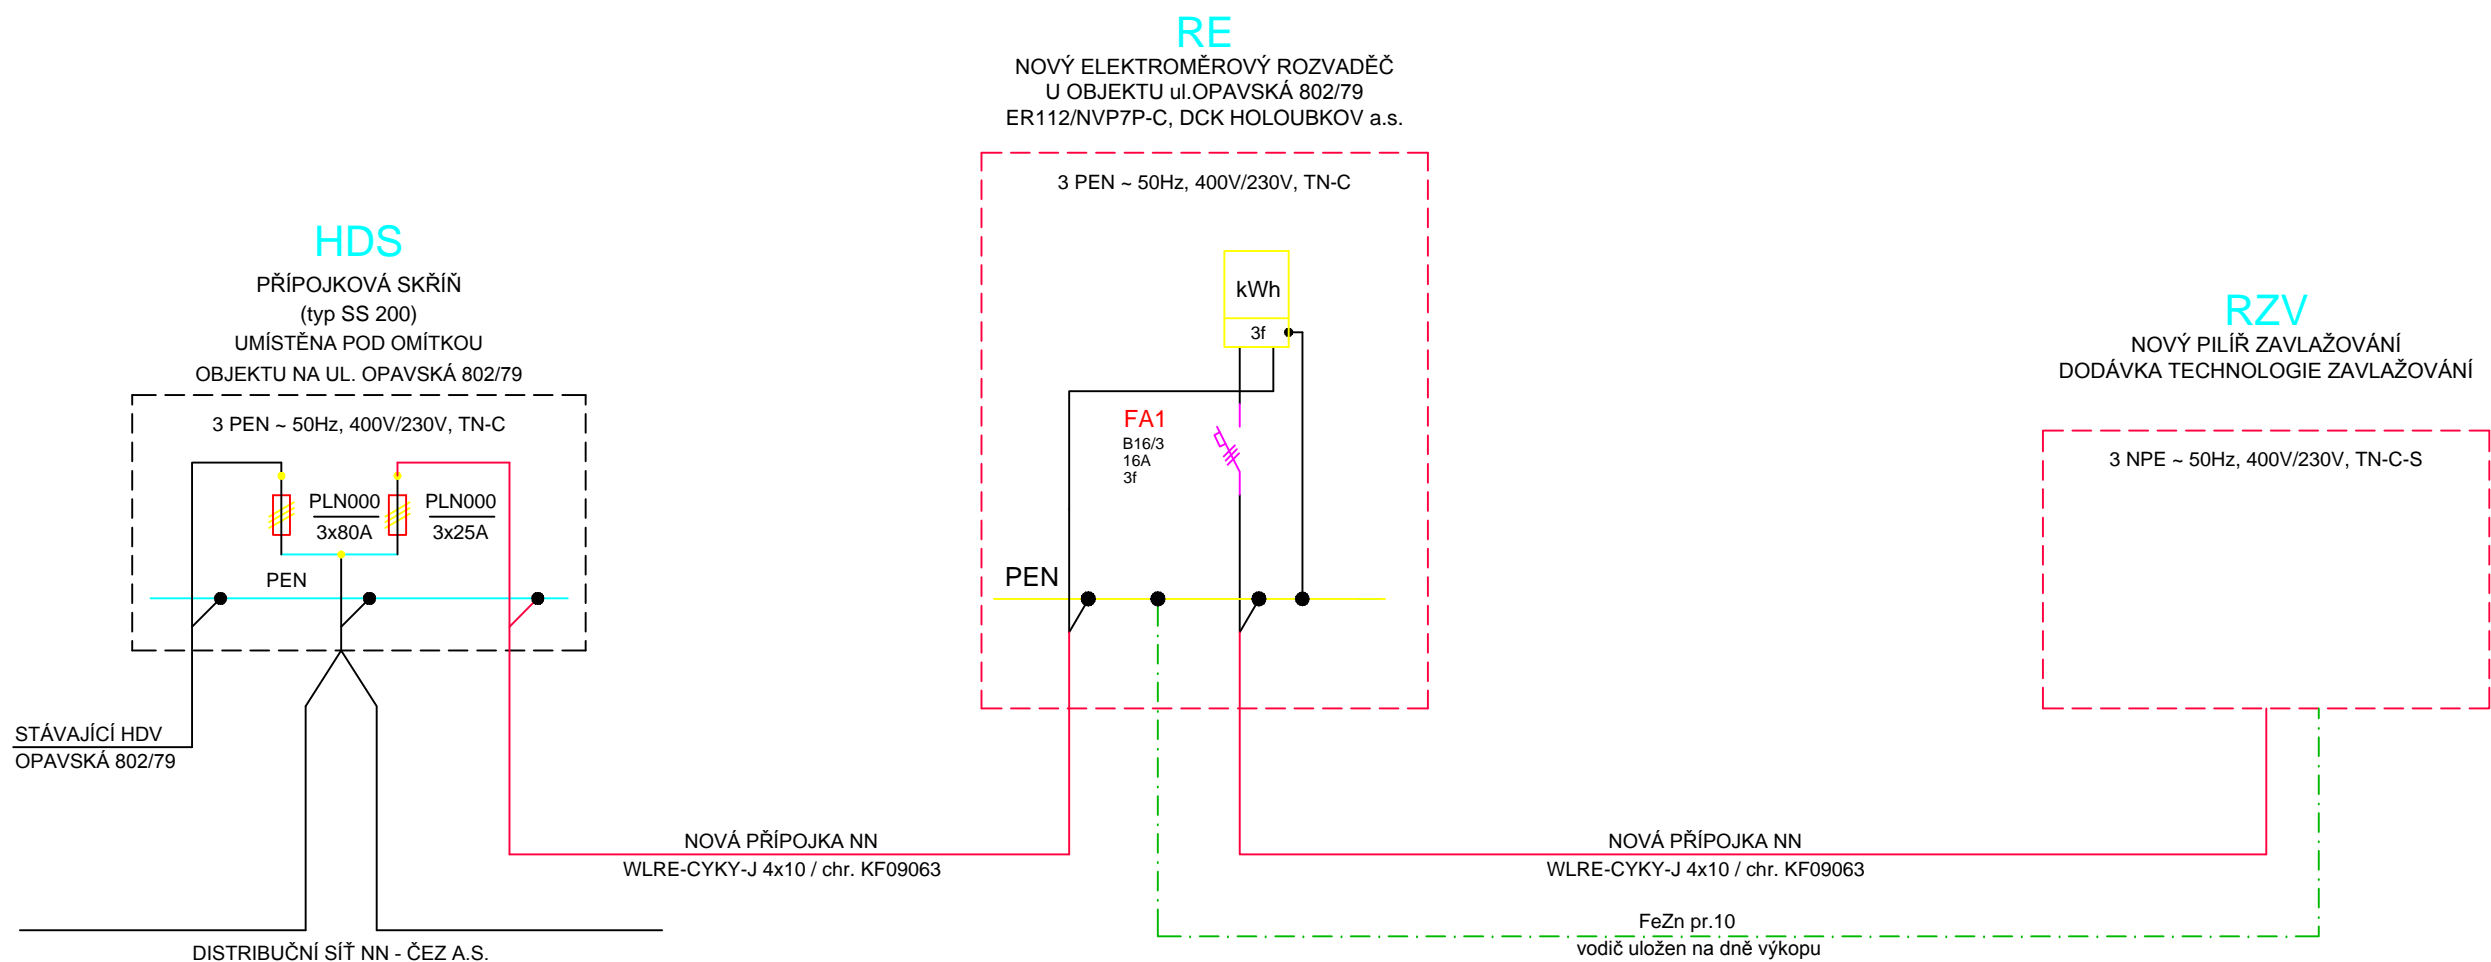 RE
NOVÝ ELEKTROMĚROVÝ ROZVADĚČ
U OBJEKTU ul.OPAVSKÁ 802/79
ER112/NVP7P-C, DCK HOLOUBKOV a.s.
3 PEN ~ 50Hz, 400V/230V, TN-C
kWh
3f
FA1
B16/3
16A
3f
PEN
HDS
PŘÍPOJKOVÁ SKŘÍŇ
(typ SS 200)
UMÍSTĚNA POD OMÍTKOU
OBJEKTU NA UL. OPAVSKÁ 802/79
3 PEN ~ 50Hz, 400V/230V, TN-C
PLN000
3x80A
PLN000
3x25A
PEN
STÁVAJÍCÍ HDV
OPAVSKÁ 802/79
DISTRIBUČNÍ SÍŤ NN - ČEZ A.S.
NOVÁ PŘÍPOJKA NN
WLRE-CYKY-J 4x10 / chr. KF09063
RZV
NOVÝ PILÍŘ ZAVLAŽOVÁNÍ
DODÁVKA TECHNOLOGIE ZAVLAŽOVÁNÍ
3 NPE ~ 50Hz, 400V/230V, TN-C-S
NOVÁ PŘÍPOJKA NN
WLRE-CYKY-J 4x10 / chr. KF09063
FeZn pr.10
vodič uložen na dně výkopu